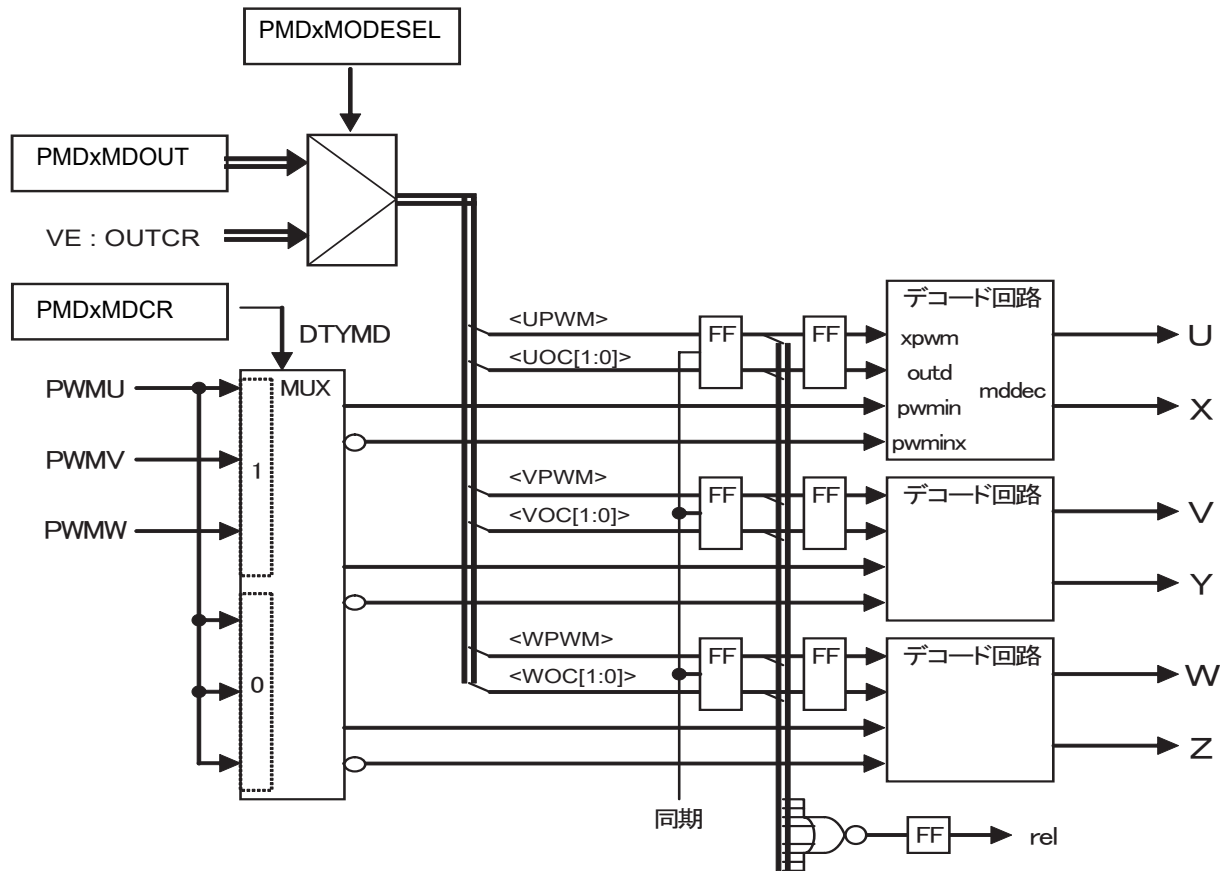 PMDxMODESEL
PMDxMDOUT
VE : OUTCR
PMDxMDCR
DTYMD
MUX
PWMU
PWMV
PWMW
1
0
<UPWM>
<UOC[1:0]>
FF
FF
デコード回路
xpwm
outd
mddec
pwmin
pwminx
U
X
<VPWM>
<VOC[1:0]>
FF
FF
デコード回路
V
Y
<WPWM>
<WOC[1:0]>
FF
FF
デコード回路
W
Z
同期
FF
rel